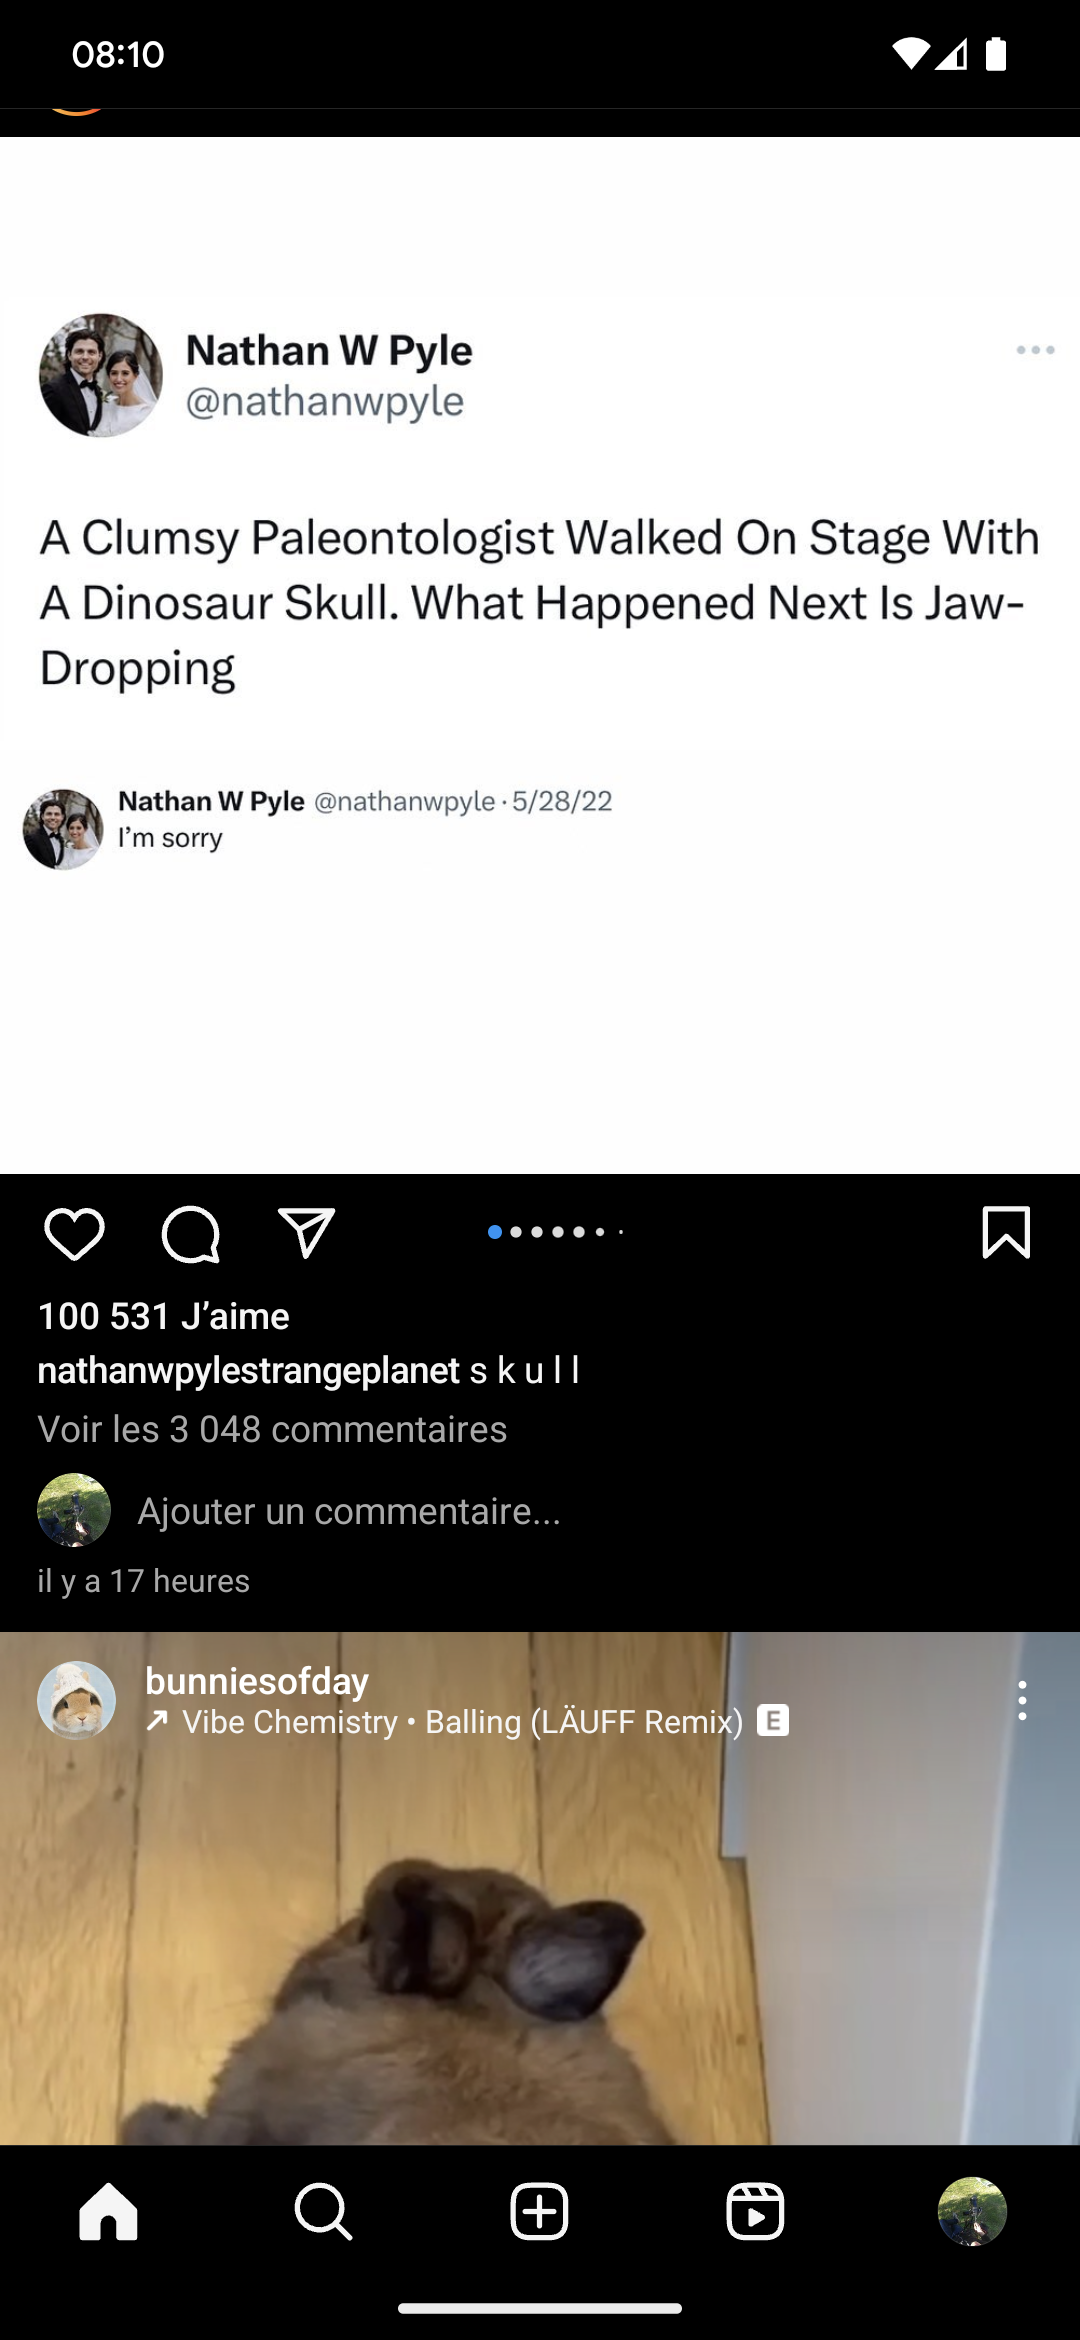 08:10
Nathan W Pyle
@nathanwpyle
A Clumsy Paleontologist Walked On Stage With
A Dinosaur Skull. What Happened Next Is Jaw-
Dropping
Nathan W Pyle @nathanwpyle · 5/28/22
I’m sorry
100 531 J’aime
nathanwpylestrangeplanet s k u l l
Voir les 3 048 commentaires
Ajouter un commentaire...
il y a 17 heures
bunniesofday
Vibe Chemistry • Balling (LÄUFF Remix) E